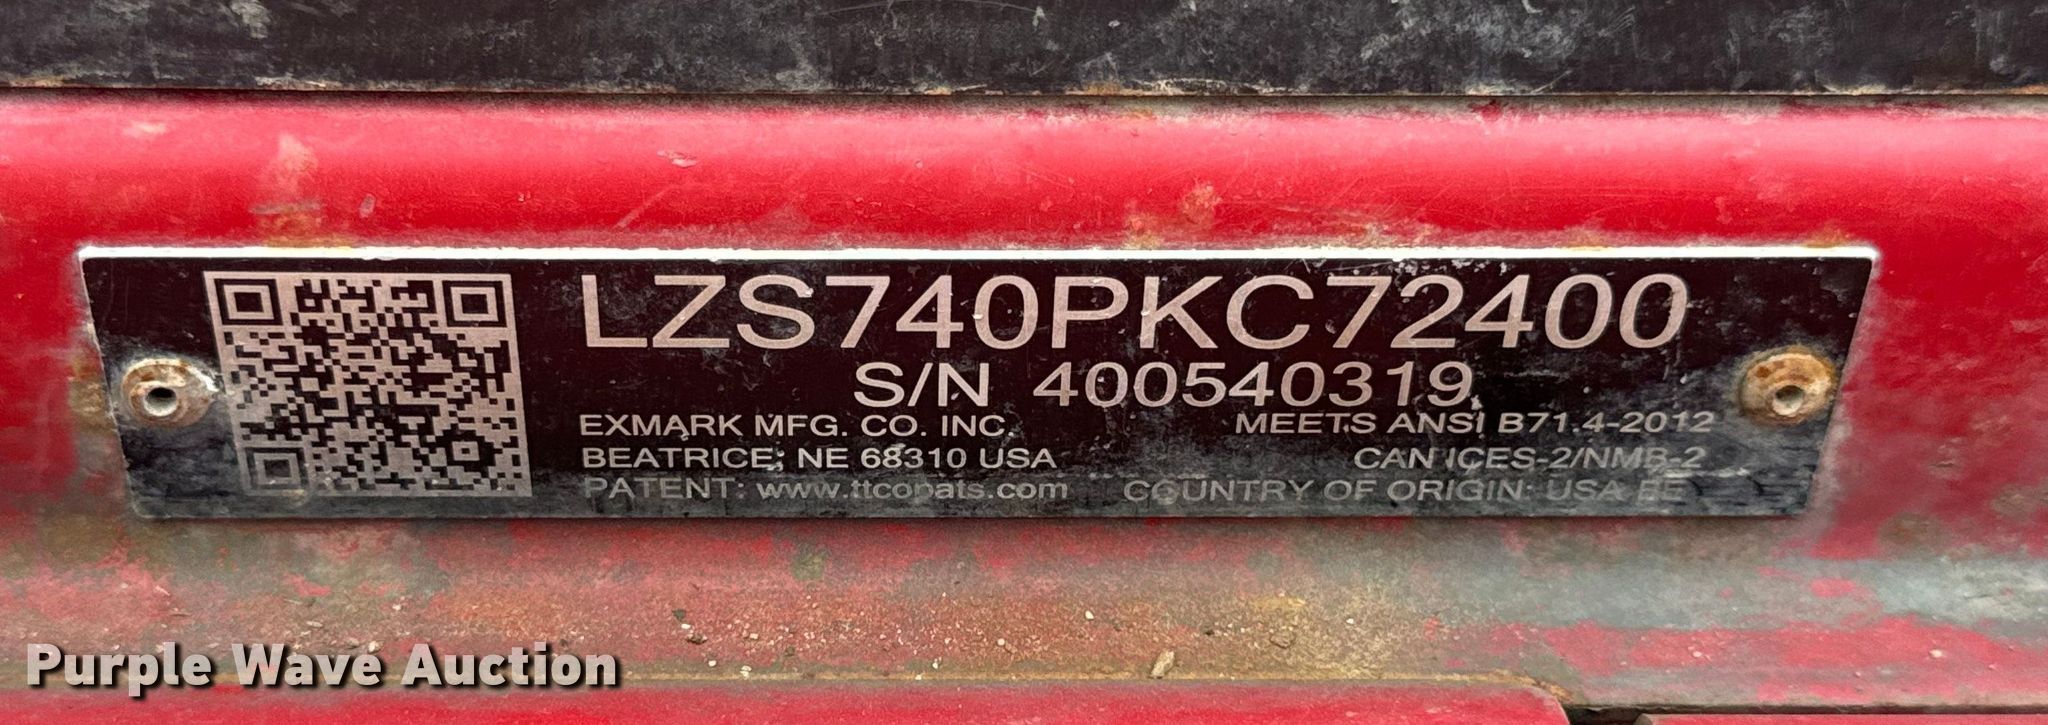 LZS740PKC72400
S/N 400540319
EXMARK MFG. CO. INC.
MEETS ANSI B71.4-2012
BEATRICE, NE 68310 USA
CAN ICES-2/NMB-2
PATENT: www.ttcopats.com
COUNTRY OF ORIGIN: USA EE
Purple Wave Auction